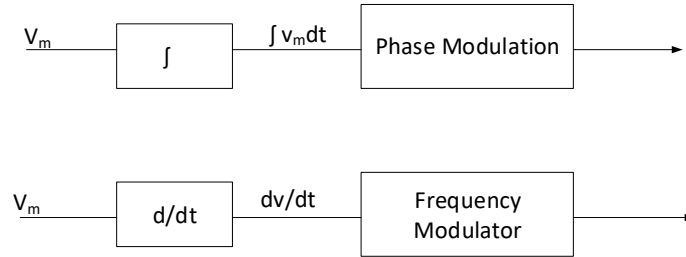 Vm
∫
∫ vmdt
Phase Modulation
Vm
d/dt
dv/dt
Frequency
Modulator